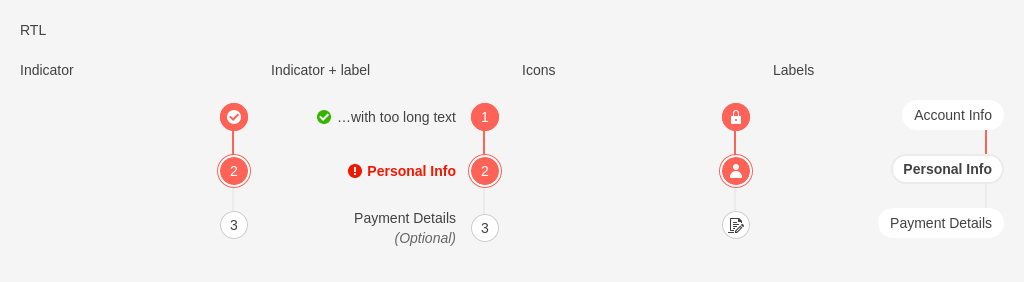 RTL
Indicator
Indicator + label
Icons
Labels
…with too long text
1
Account Info
2
Personal Info
2
Personal Info
3
Payment Details
(Optional)
3
Payment Details